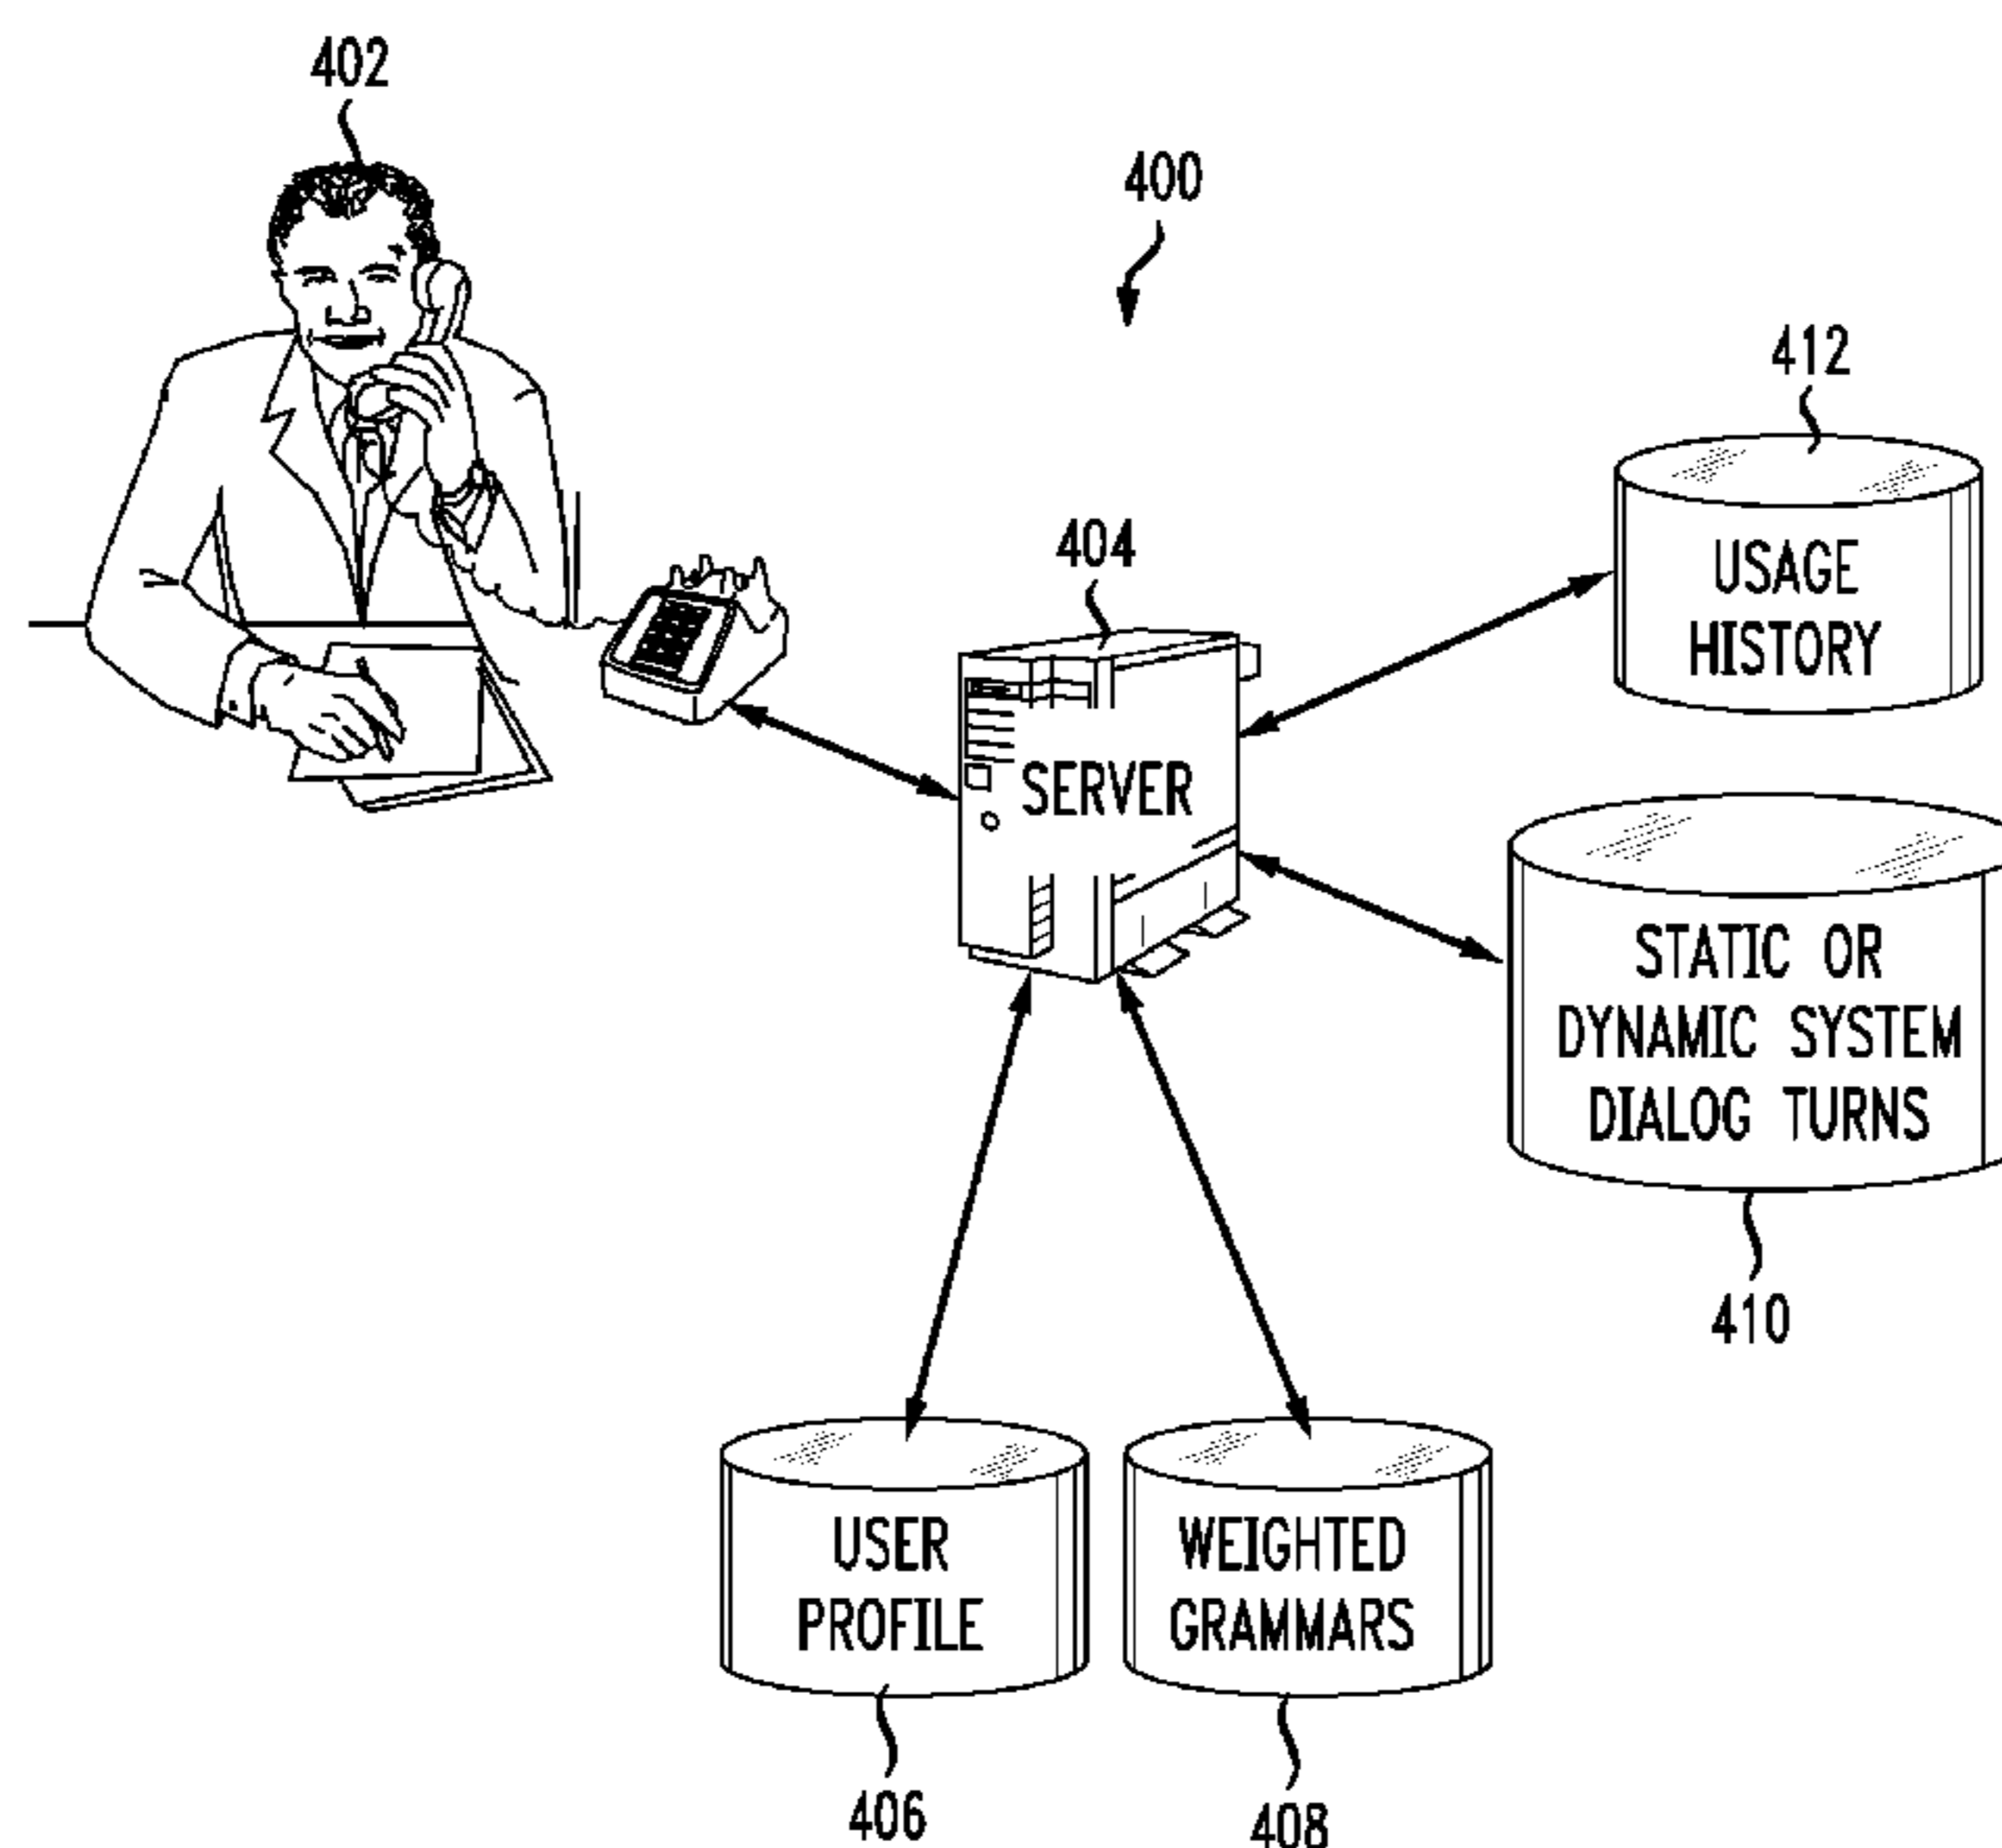 402
400
412
USAGE
HISTORY
404
SERVER
STATIC OR
DYNAMIC SYSTEM
DIALOG TURNS
410
USER
PROFILE
WEIGHTED
GRAMMARS
406
408